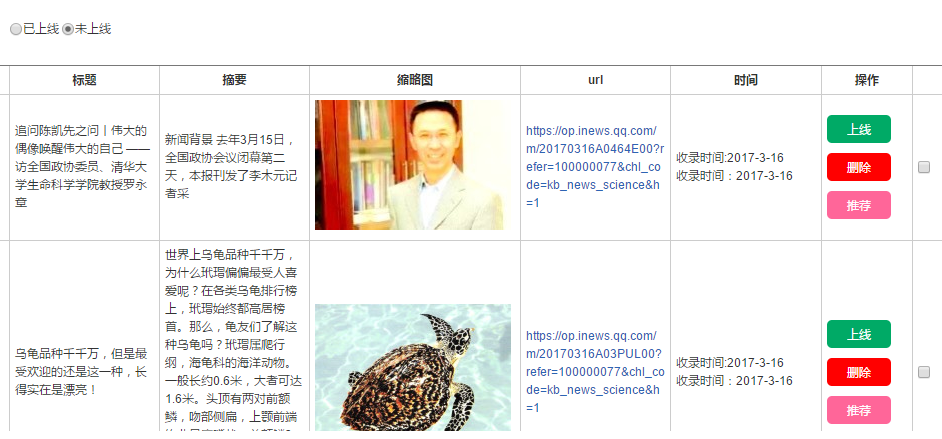 已上线 未上线
标题 摘要 缩略图 url 时间 操作
追问陈凯先之问丨伟大的
偶像唤醒伟大的自己 ——
访全国政协委员、清华大
学生命科学学院教授罗永
章
新闻背景 去年3月15日，
全国政协会议闭幕第二
天，本报刊发了李木元记
者采
https://op.inews.qq.com/
m/20170316A0464E00?r
efer=100000077&chl_co
de=kb_news_science&h
=1
收录时间:2017-3-16
收录时间：2017-3-16
上线
删除
推荐
乌龟品种千千万，但是最
受欢迎的还是这一种，长
得实在是漂亮！
世界上乌龟品种千千万，
为什么玳瑁偏偏最受人喜
爱呢？在各类乌龟排行榜
上，玳瑁始终都高居榜
首。那么，龟友们了解这
种乌龟吗？玳瑁属爬行
纲，海龟科的海洋动物。
一般长约0.6米，大者可达
1.6米。头顶有两对前额
鳞，吻部侧扁，上颚前端
https://op.inews.qq.com/
m/20170316A03PUL00?
refer=100000077&chl_co
de=kb_news_science&h
=1
收录时间:2017-3-16
收录时间：2017-3-16
上线
删除
推荐